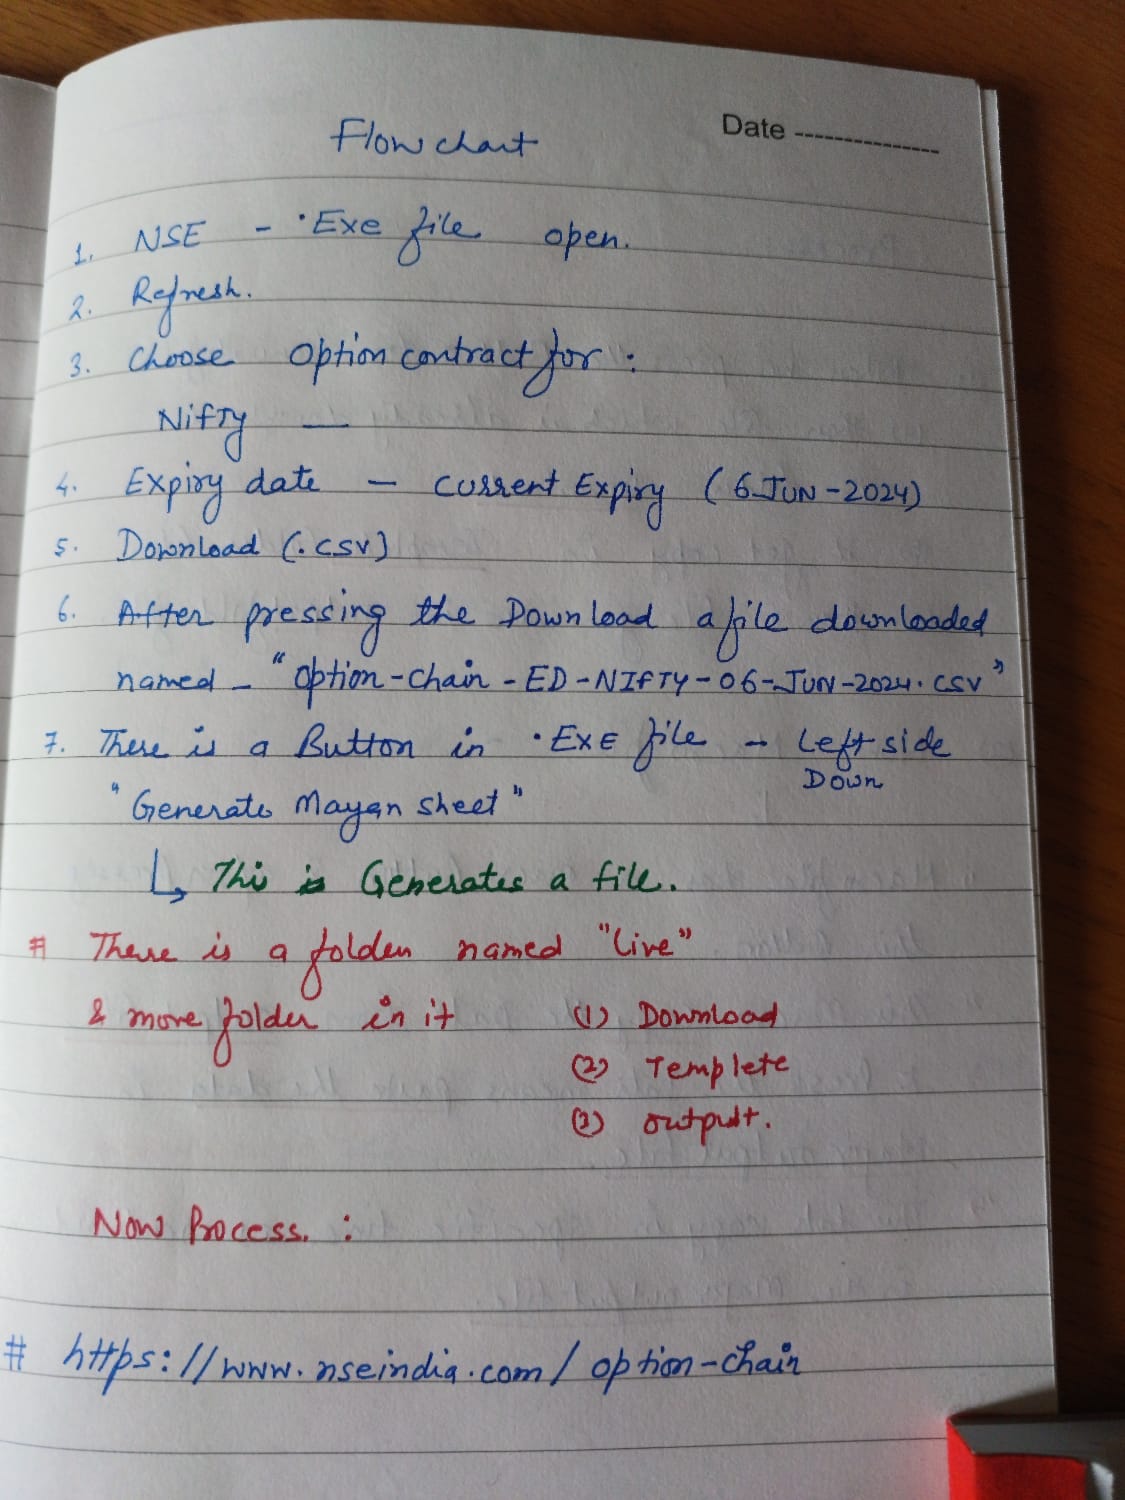 Date ---------------
Flow chart
1. NSE - .Exe file open.
2. Refresh.
3. Choose Option contract for :
Nifty —
4. Expiry date — Current Expiry (6-JUN-2024)
5. Download (.csv)
6. After pressing the Download a file downloaded
named - "option-chain-ED-NIFTY-06-JUN-2024.csv"
7. There is a Button in .EXE file - Left side
Down
"Generate Mayan sheet"
↳ This is Generates a file.
# There is a folder named "Live"
& more folder in it (1) Download
(2) Templete
(3) output.
Now Process. :
# https://www.nseindia.com/option-chain